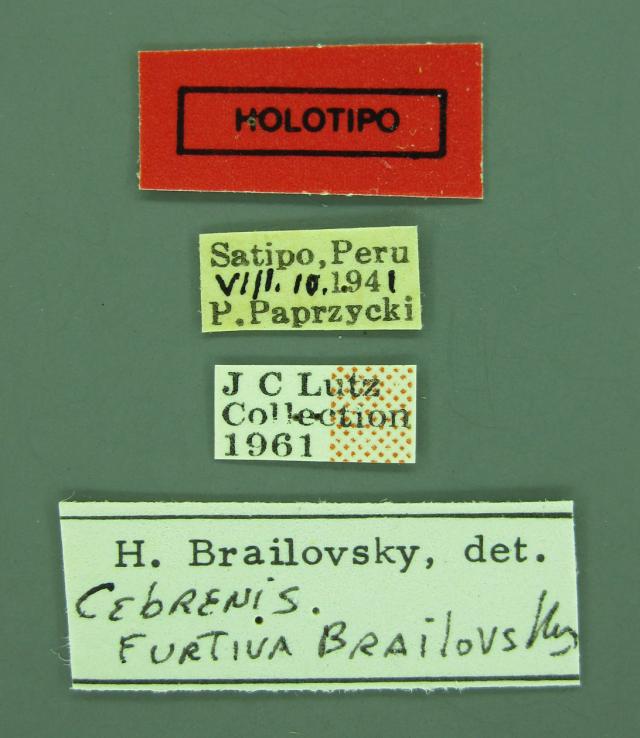 HOLOTIPO
Satipo, Peru
VIII. 10. 1941
P. Paprzycki
J C Lutz
Collection
1961
H. Brailovsky, det.
CEbRENiS.
FURTIVA BRAilOVSky